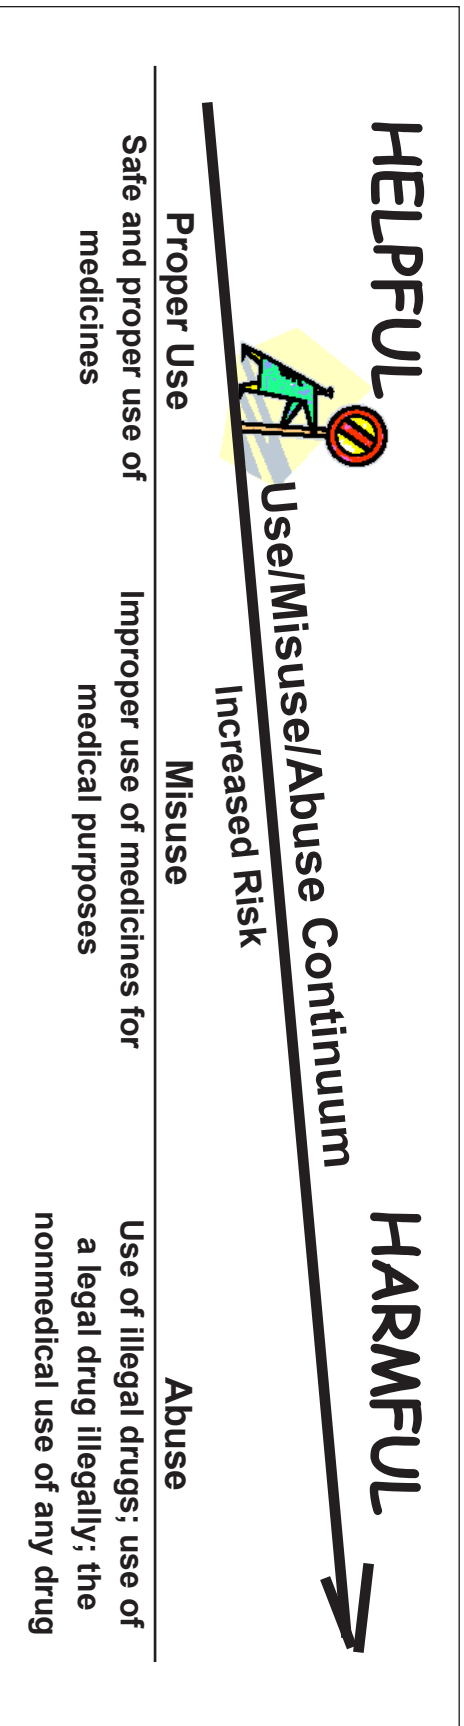 HELPFUL
HARMFUL
Use/Misuse/Abuse Continuum
Increased Risk
Proper Use
Misuse
Abuse
Safe and proper use of
medicines
Improper use of medicines for
medical purposes
Use of illegal drugs; use of
a legal drug illegally; the
nonmedical use of any drug